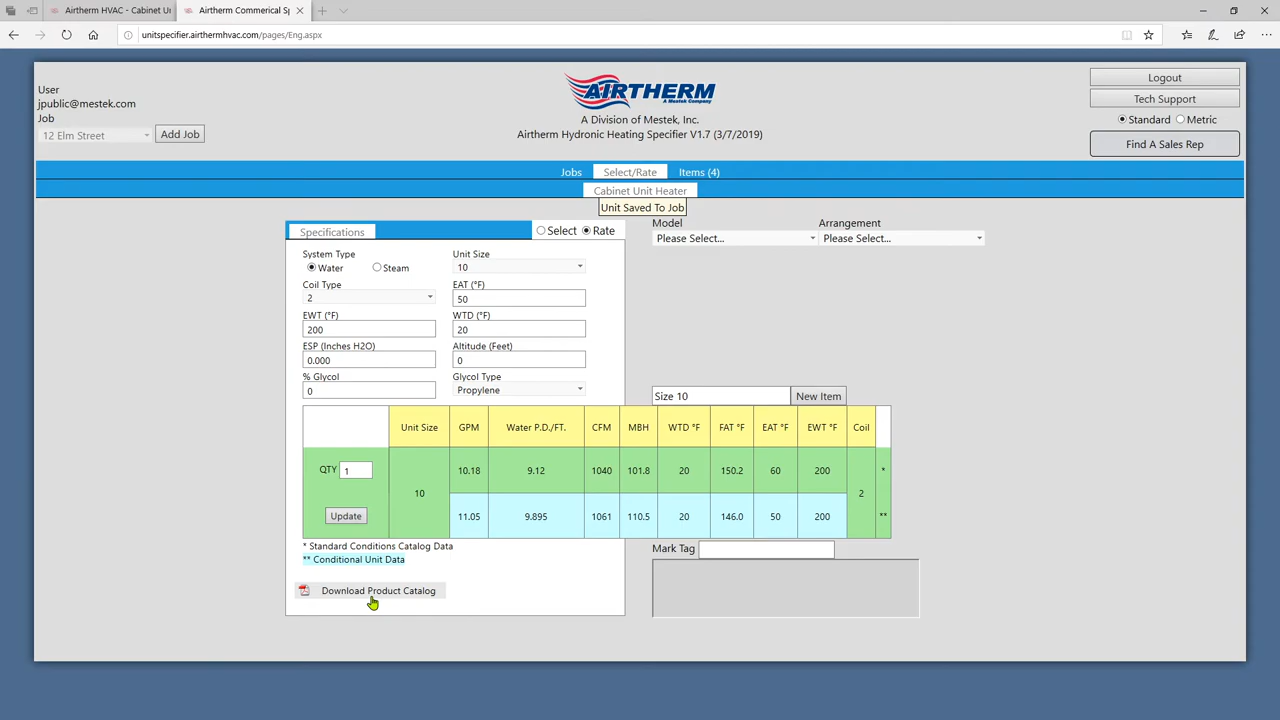 Airtherm HVAC - Cabinet Ur
Airtherm Commerical Sp
unitspecifier.airthermhvac.com/pages/Eng.aspx
User
jpublic@mestek.com
Job
12 Elm Street
Add Job
AIRTHERM
A Mestek Company
A Division of Mestek, Inc.
Airtherm Hydronic Heating Specifier V1.7 (3/7/2019)
Logout
Tech Support
Standard Metric
Find A Sales Rep
Jobs Select/Rate Items (4)
Cabinet Unit Heater
Unit Saved To Job
Specifications Select Rate
System Type Unit Size
Water Steam 10
Coil Type EAT (°F)
2 50
EWT (°F) WTD (°F)
200 20
ESP (Inches H2O) Altitude (Feet)
0.000 0
% Glycol Glycol Type
0 Propylene
Model Arrangement
Please Select... Please Select...
Size 10 New Item
Unit Size GPM Water P.D./FT. CFM MBH WTD °F FAT °F EAT °F EWT °F Coil
QTY 1 10.18 9.12 1040 101.8 20 150.2 60 200 *
10 2
Update 11.05 9.895 1061 110.5 20 146.0 50 200 **
* Standard Conditions Catalog Data
** Conditional Unit Data
Mark Tag
Download Product Catalog